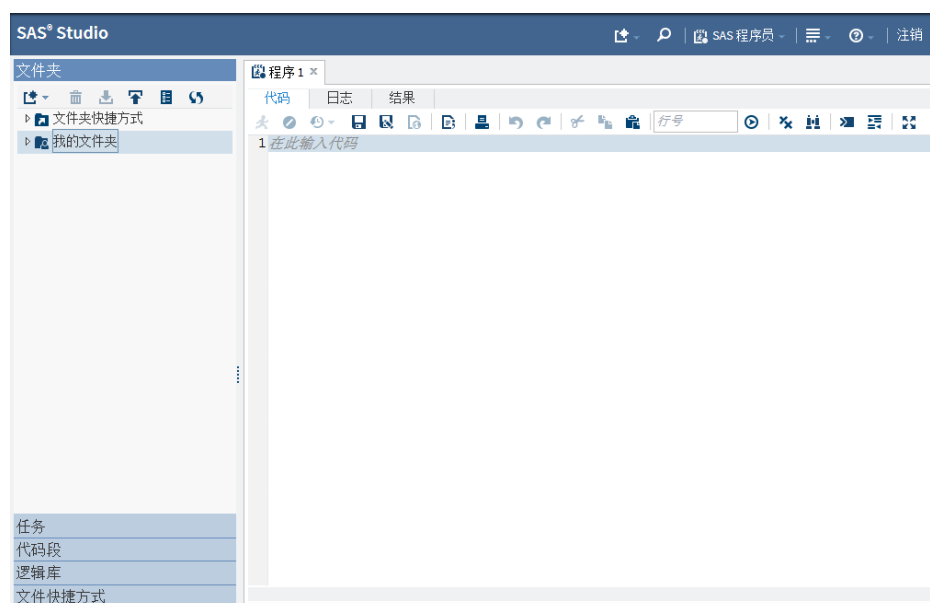 SAS® Studio
SAS 程序员
注销
文件夹
程序 1
代码 日志 结果
文件夹快捷方式
行号
我的文件夹
1 在此输入代码
任务
代码段
逻辑库
文件快捷方式